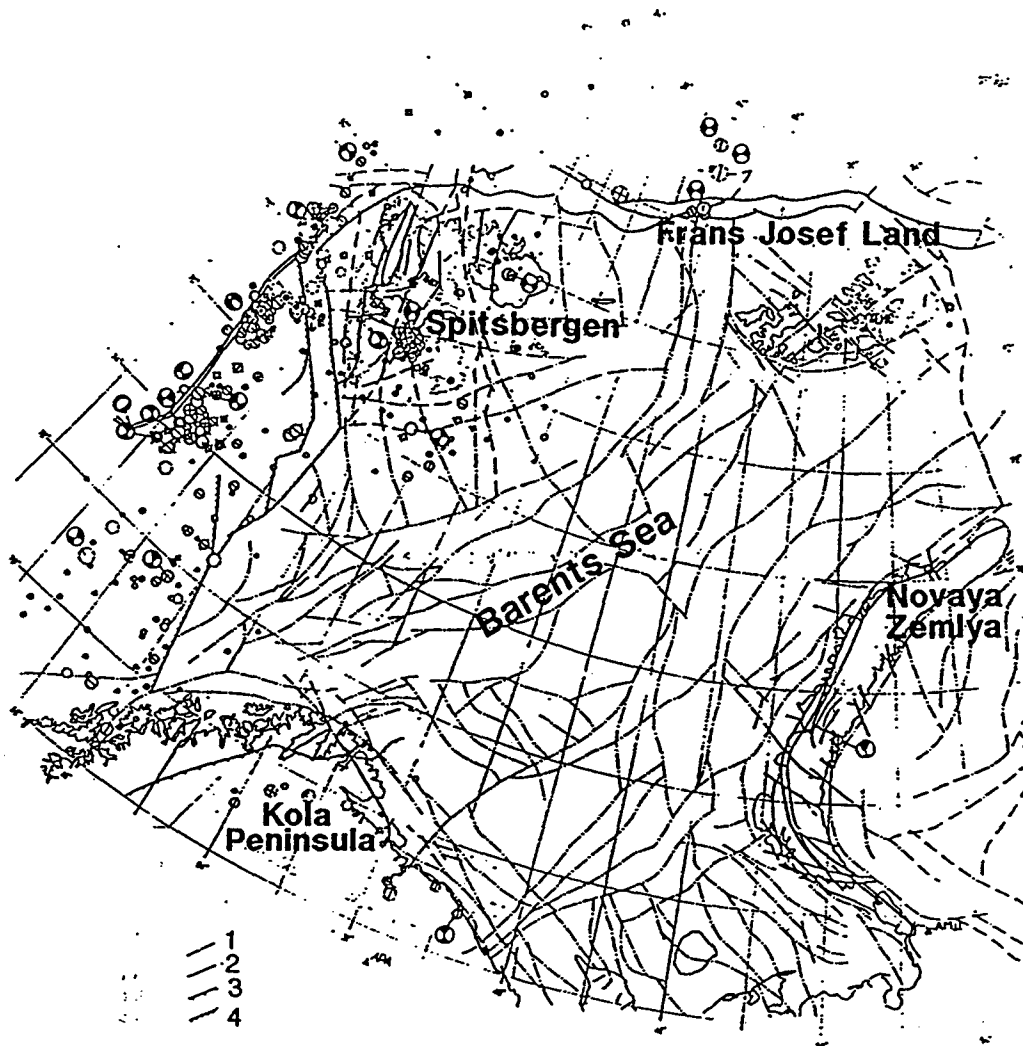 Frans Josef Land
Spitsbergen
Barents Sea
Novaya
Zemlya
Kola
Peninsula
1
2
3
4